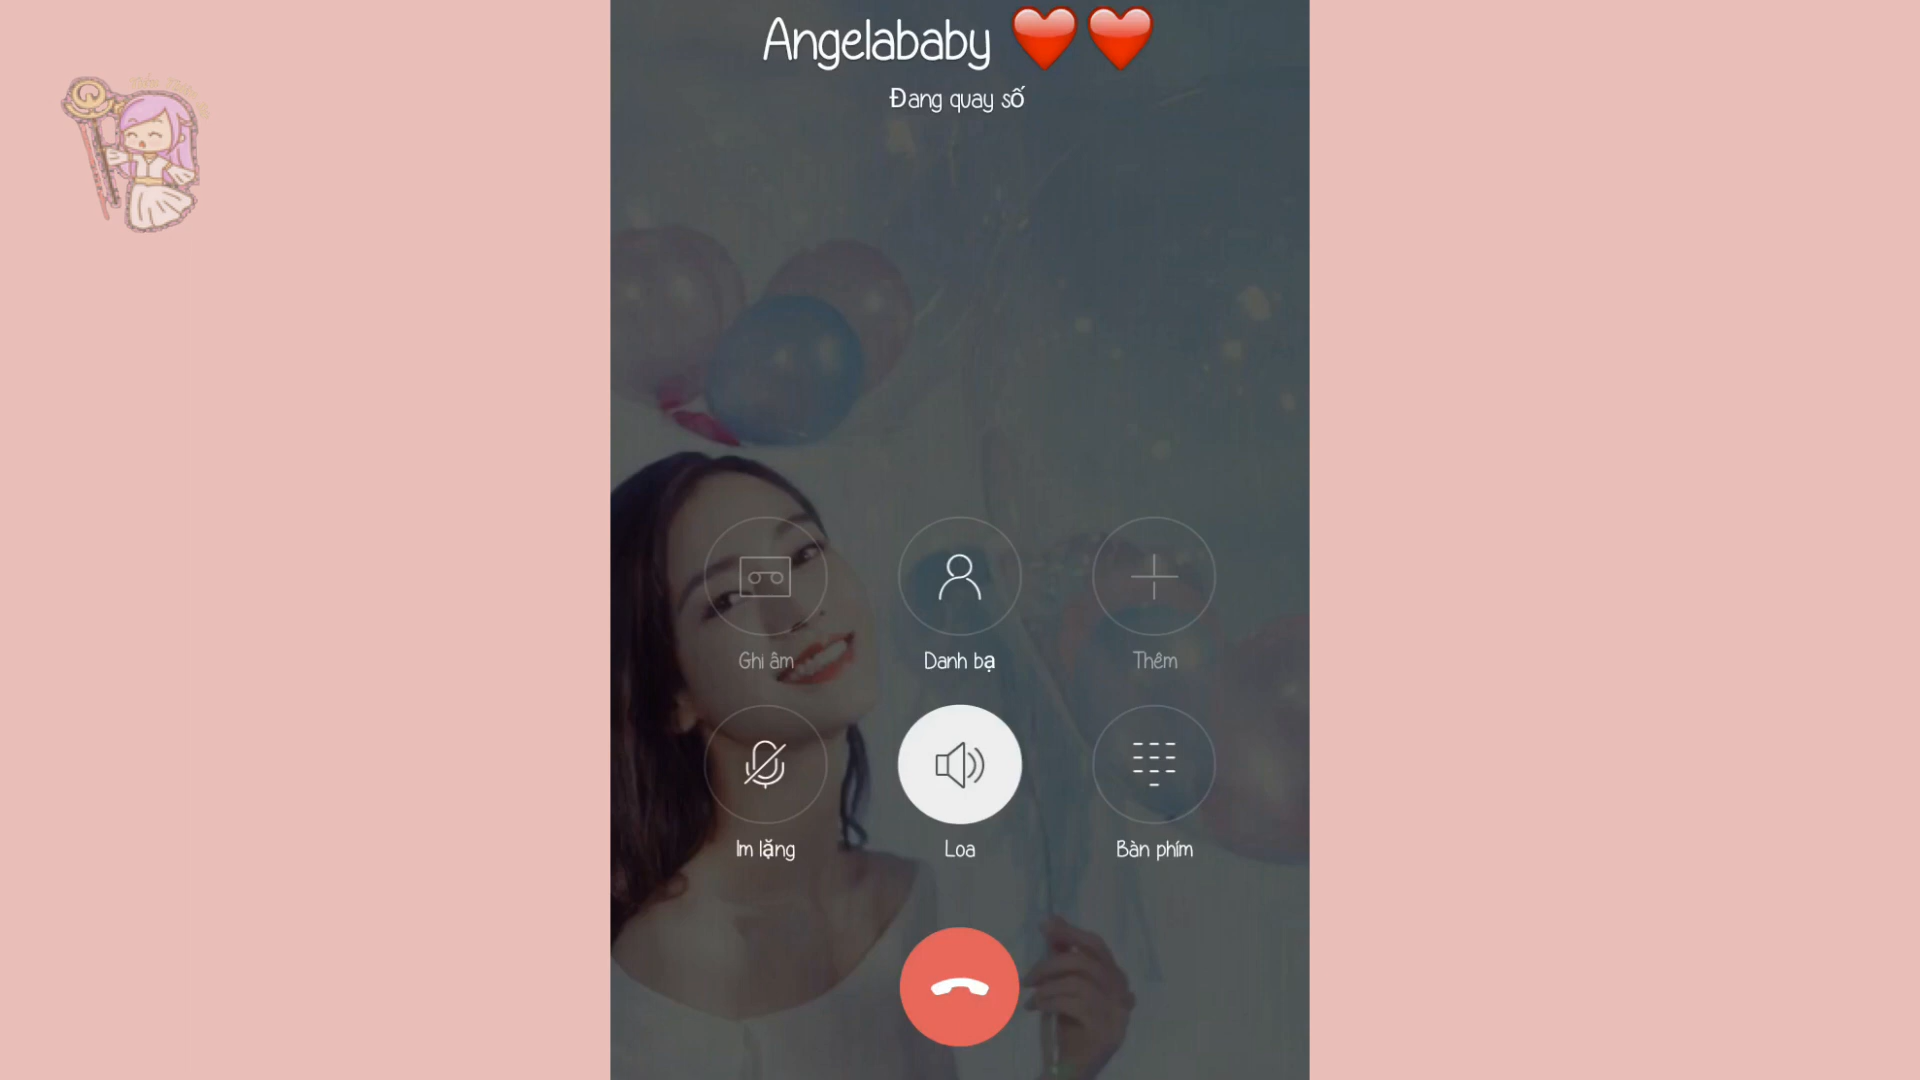 Angelababy ❤️❤️
Đang quay số
Ghi âm
Danh bạ
Thêm
Im lặng
Loa
Bàn phím